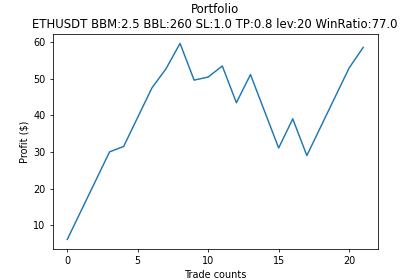 Portfolio
ETHUSDT BBM:2.5 BBL:260 SL:1.0 TP:0.8 lev:20 WinRatio:77.0
60
50
40
30
20
10
Profit ($)
0 5 10 15 20
Trade counts